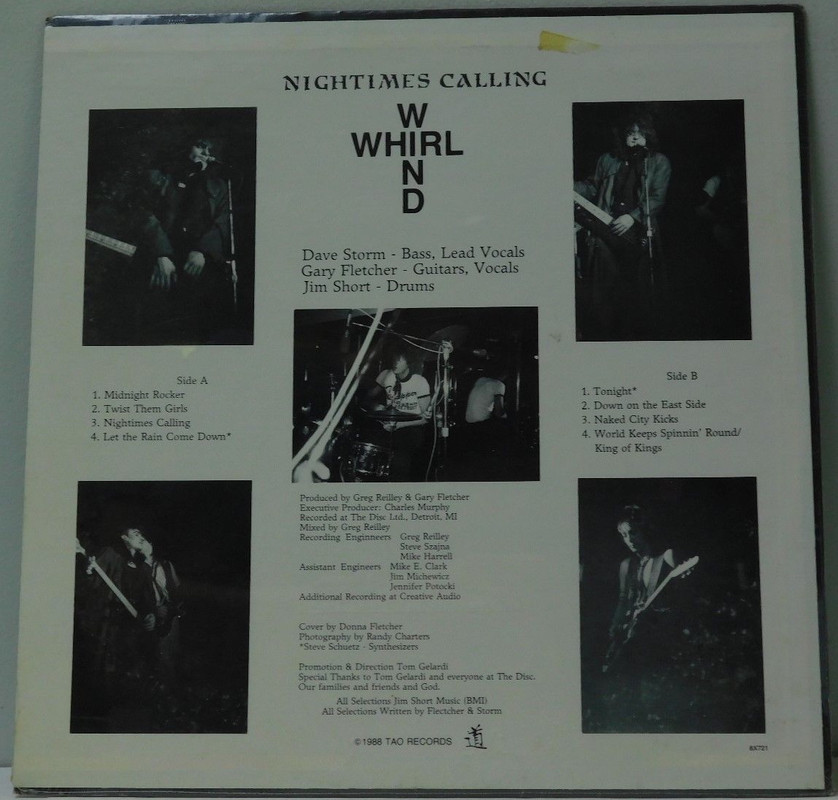 NIGHTIMES CALLING
W
WHIRL
N
D
Dave Storm - Bass, Lead Vocals
Gary Fletcher - Guitars, Vocals
Jim Short - Drums
Side A
1. Midnight Rocker
2. Twist Them Girls
3. Nightimes Calling
4. Let the Rain Come Down*
Side B
1. Tonight*
2. Down on the East Side
3. Naked City Kicks
4. World Keeps Spinnin' Round/
King of Kings
Produced by Greg Reilley & Gary Fletcher
Executive Producer: Charles Murphy
Recorded at The Disc Ltd., Detroit, MI
Mixed by Greg Reilley
Recording Enginneers Greg Reilley
Steve Szajna
Mike Harrell
Assistant Engineers Mike E. Clark
Jim Michewicz
Jennifer Potocki
Additional Recording at Creative Audio
Cover by Donna Fletcher
Photography by Randy Charters
*Steve Schuetz - Synthesizers
Promotion & Direction Tom Gelardi
Special Thanks to Tom Gelardi and everyone at The Disc.
Our families and friends and God.
All Selections Jim Short Music (BMI)
All Selections Written by Flectcher & Storm
©1988 TAO RECORDS 道
8X721